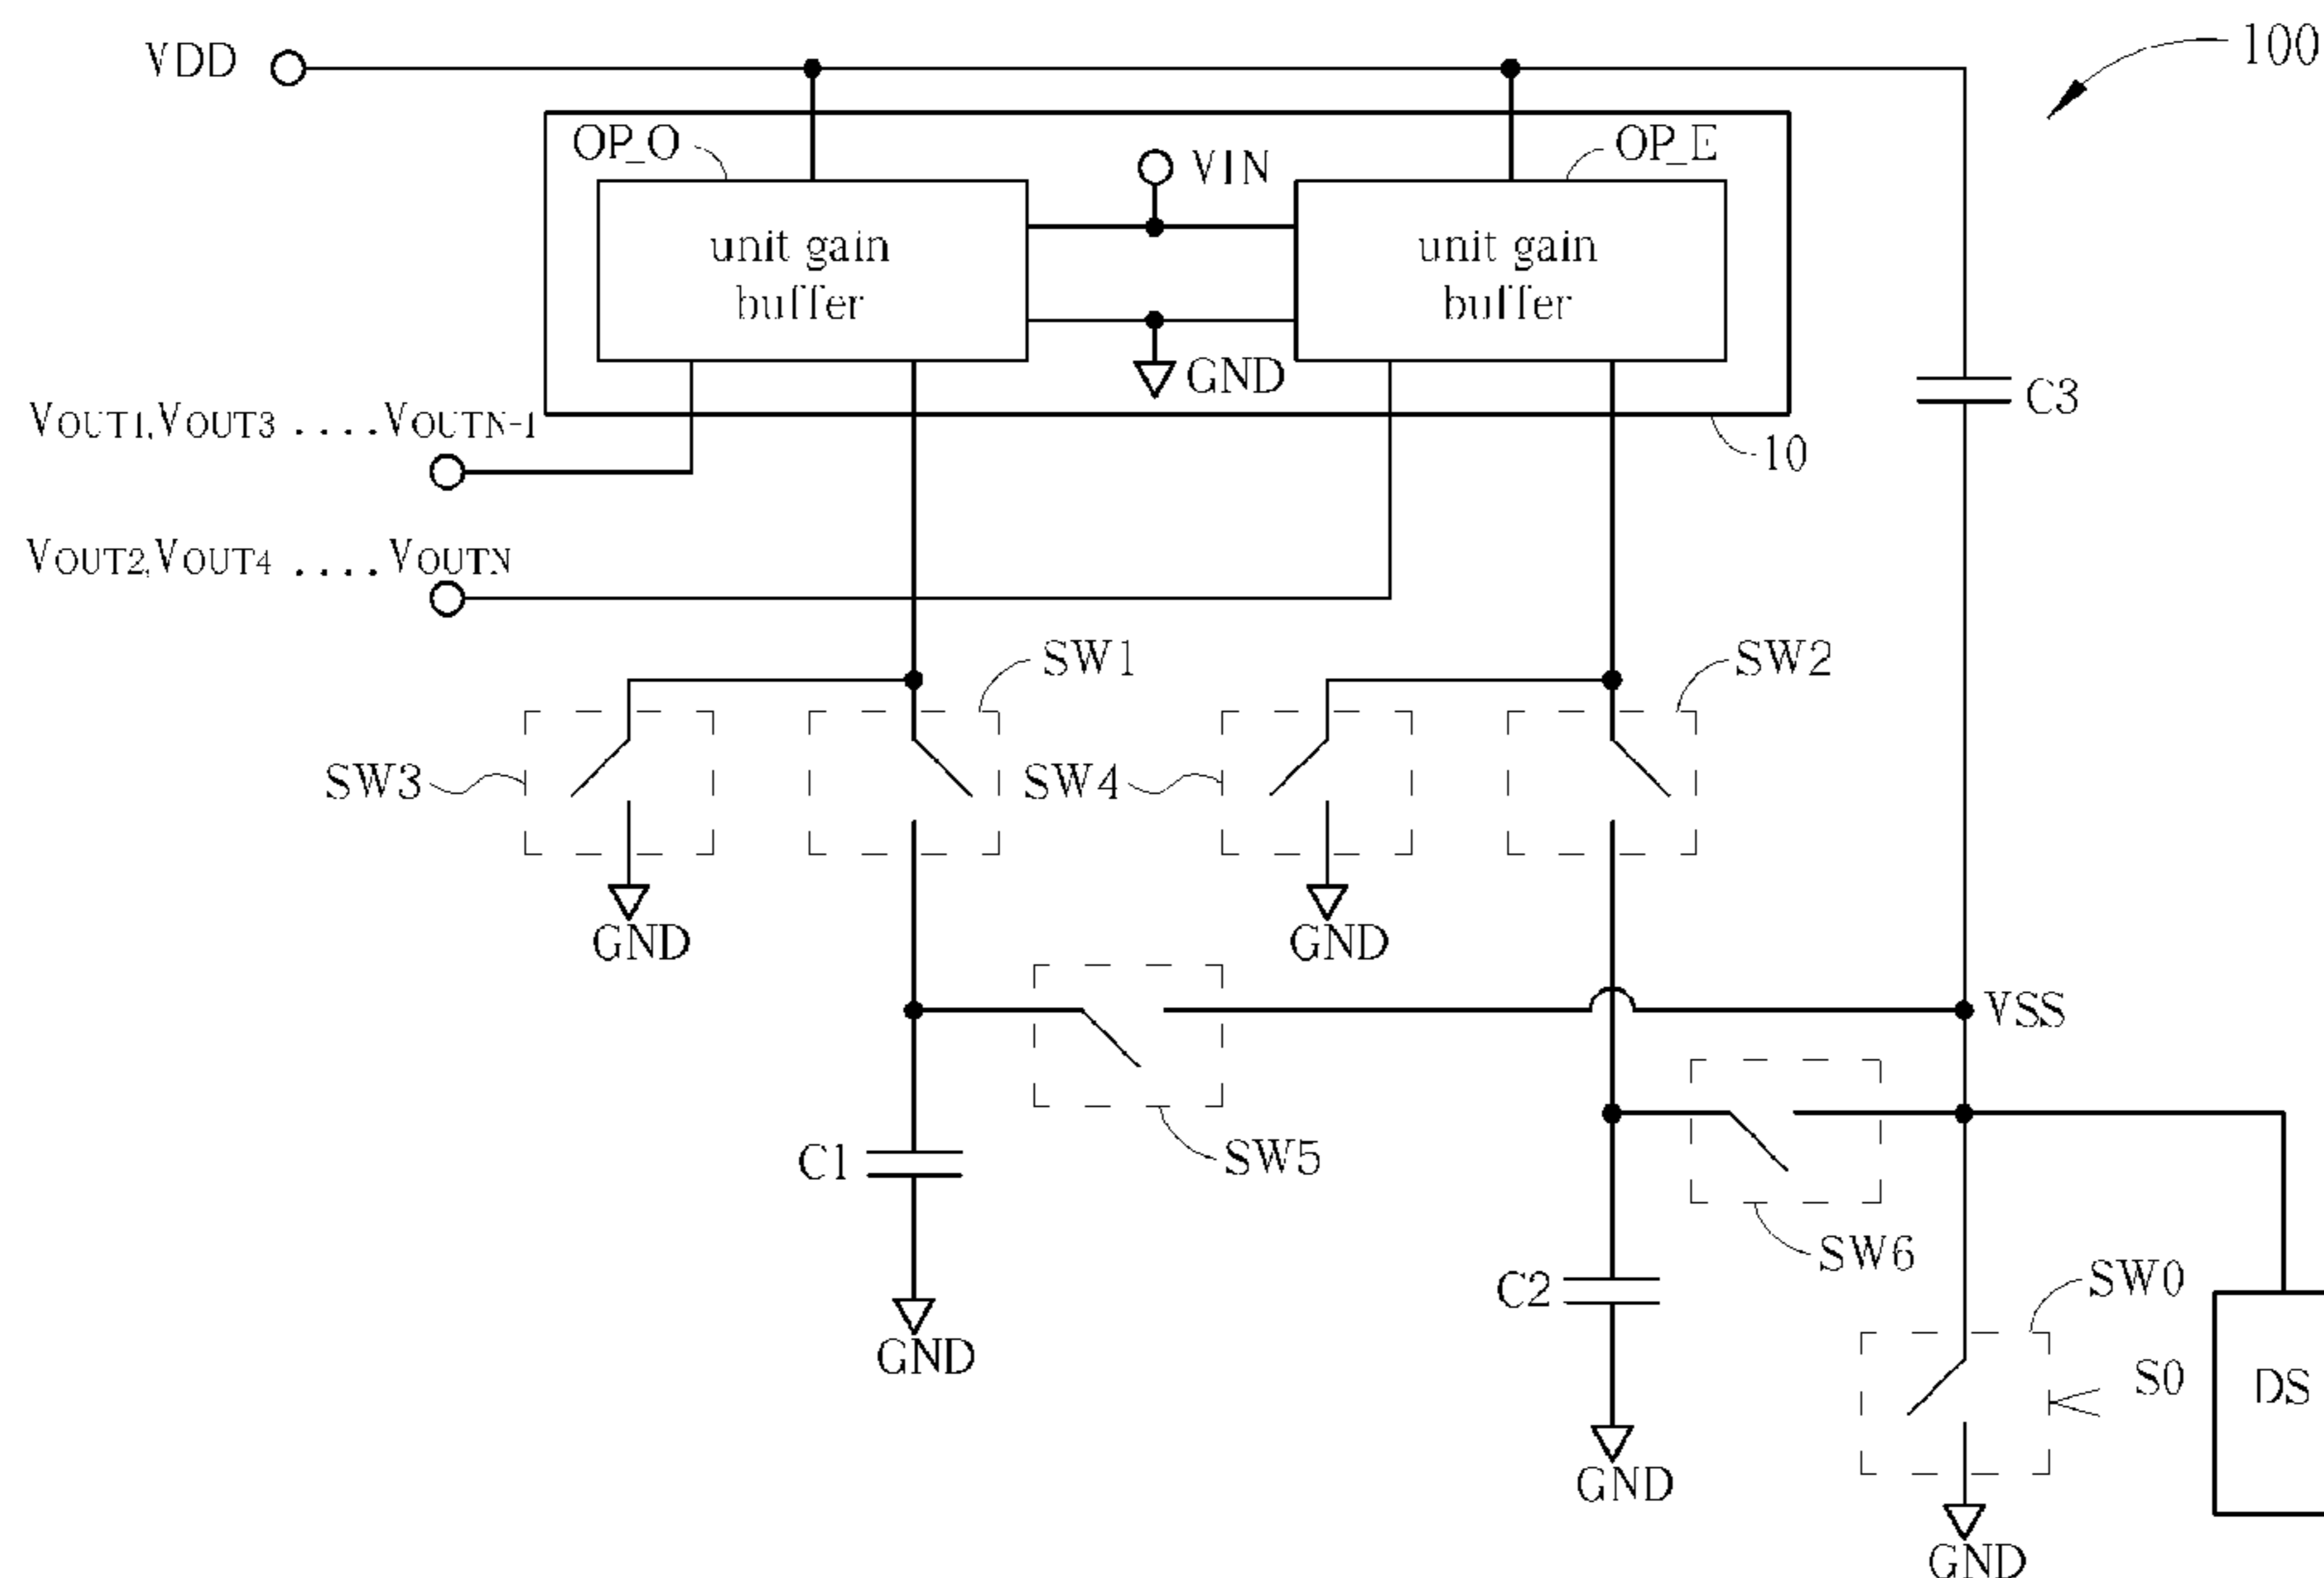 VDD
100
OP_O
OP_E
VIN
unit gain
buffer
unit gain
buffer
GND
C3
VOUT1,VOUT3 ....VOUTN-1
10
VOUT2,VOUT4 ....VOUTN
SW1
SW2
SW3
SW4
GND
GND
VSS
C1
SW5
SW6
C2
SW0
GND
S0
DS
GND
GND